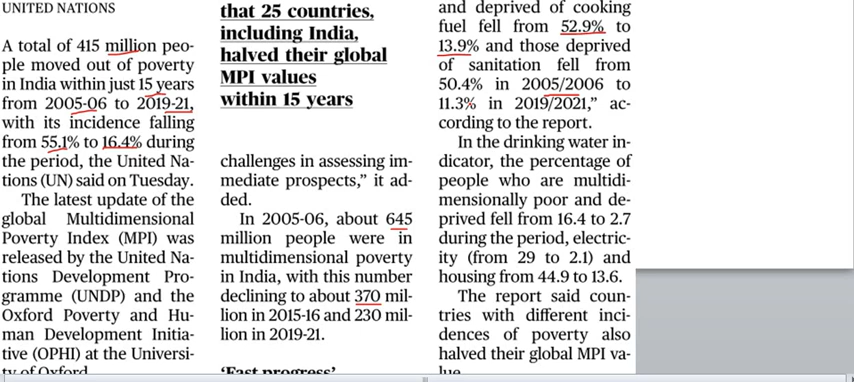 UNITED NATIONS
A total of 415 million peo-
ple moved out of poverty
in India within just 15 years
from 2005-06 to 2019-21,
with its incidence falling
from 55.1% to 16.4% during
the period, the United Na-
tions (UN) said on Tuesday.
The latest update of the
global Multidimensional
Poverty Index (MPI) was
released by the United Na-
tions Development Pro-
gramme (UNDP) and the
Oxford Poverty and Hu-
man Development Initia-
tive (OPHI) at the Universi-
ty of Oxford
that 25 countries,
including India,
halved their global
MPI values
within 15 years
challenges in assessing im-
mediate prospects,” it ad-
ded.
In 2005-06, about 645
million people were in
multidimensional poverty
in India, with this number
declining to about 370 mil-
lion in 2015-16 and 230 mil-
lion in 2019-21.
‘Fast progress’
and deprived of cooking
fuel fell from 52.9% to
13.9% and those deprived
of sanitation fell from
50.4% in 2005/2006 to
11.3% in 2019/2021,” ac-
cording to the report.
In the drinking water in-
dicator, the percentage of
people who are multidi-
mensionally poor and de-
prived fell from 16.4 to 2.7
during the period, electric-
ity (from 29 to 2.1) and
housing from 44.9 to 13.6.
The report said coun-
tries with different inci-
dences of poverty also
halved their global MPI va-
lue